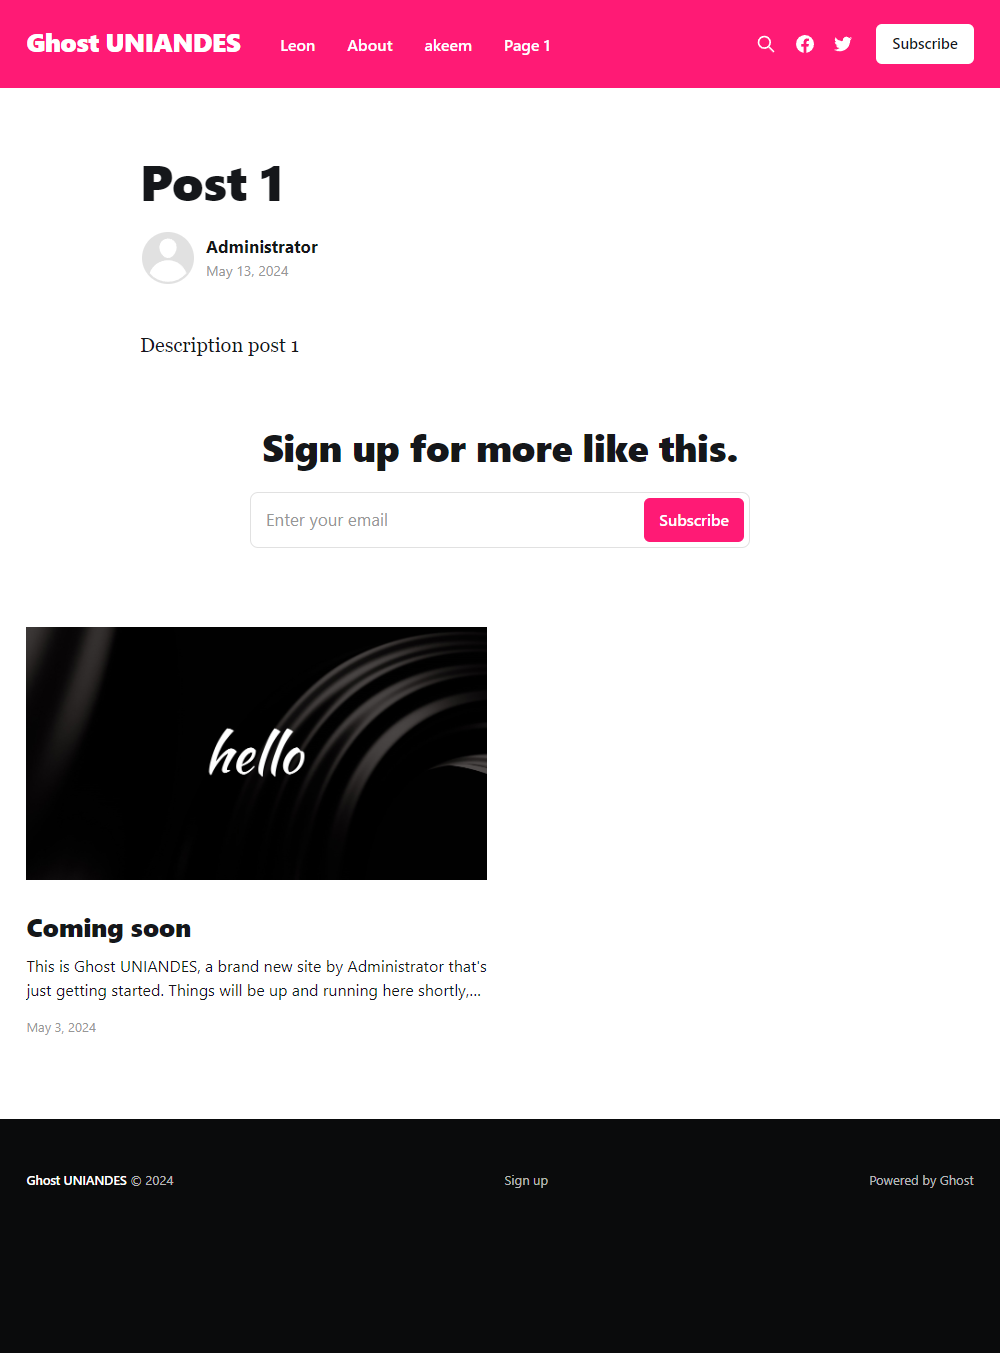 Ghost UNIANDES Leon About akeem Page 1 Subscribe
Post 1
Administrator
May 13, 2024
Description post 1
Sign up for more like this.
Enter your email Subscribe
hello
Coming soon
This is Ghost UNIANDES, a brand new site by Administrator that's
just getting started. Things will be up and running here shortly,...
May 3, 2024
Ghost UNIANDES © 2024 Sign up Powered by Ghost